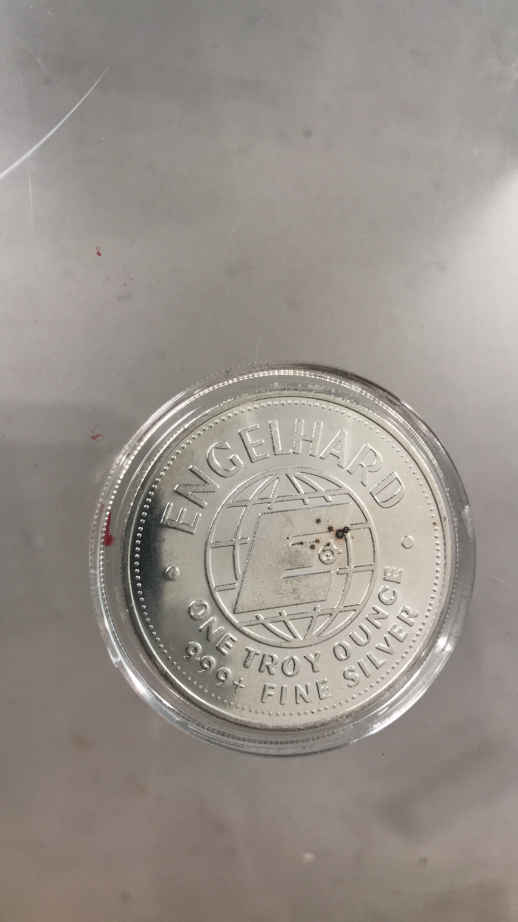 ENGELHARD
E
ONE TROY OUNCE
999+ FINE SILVER